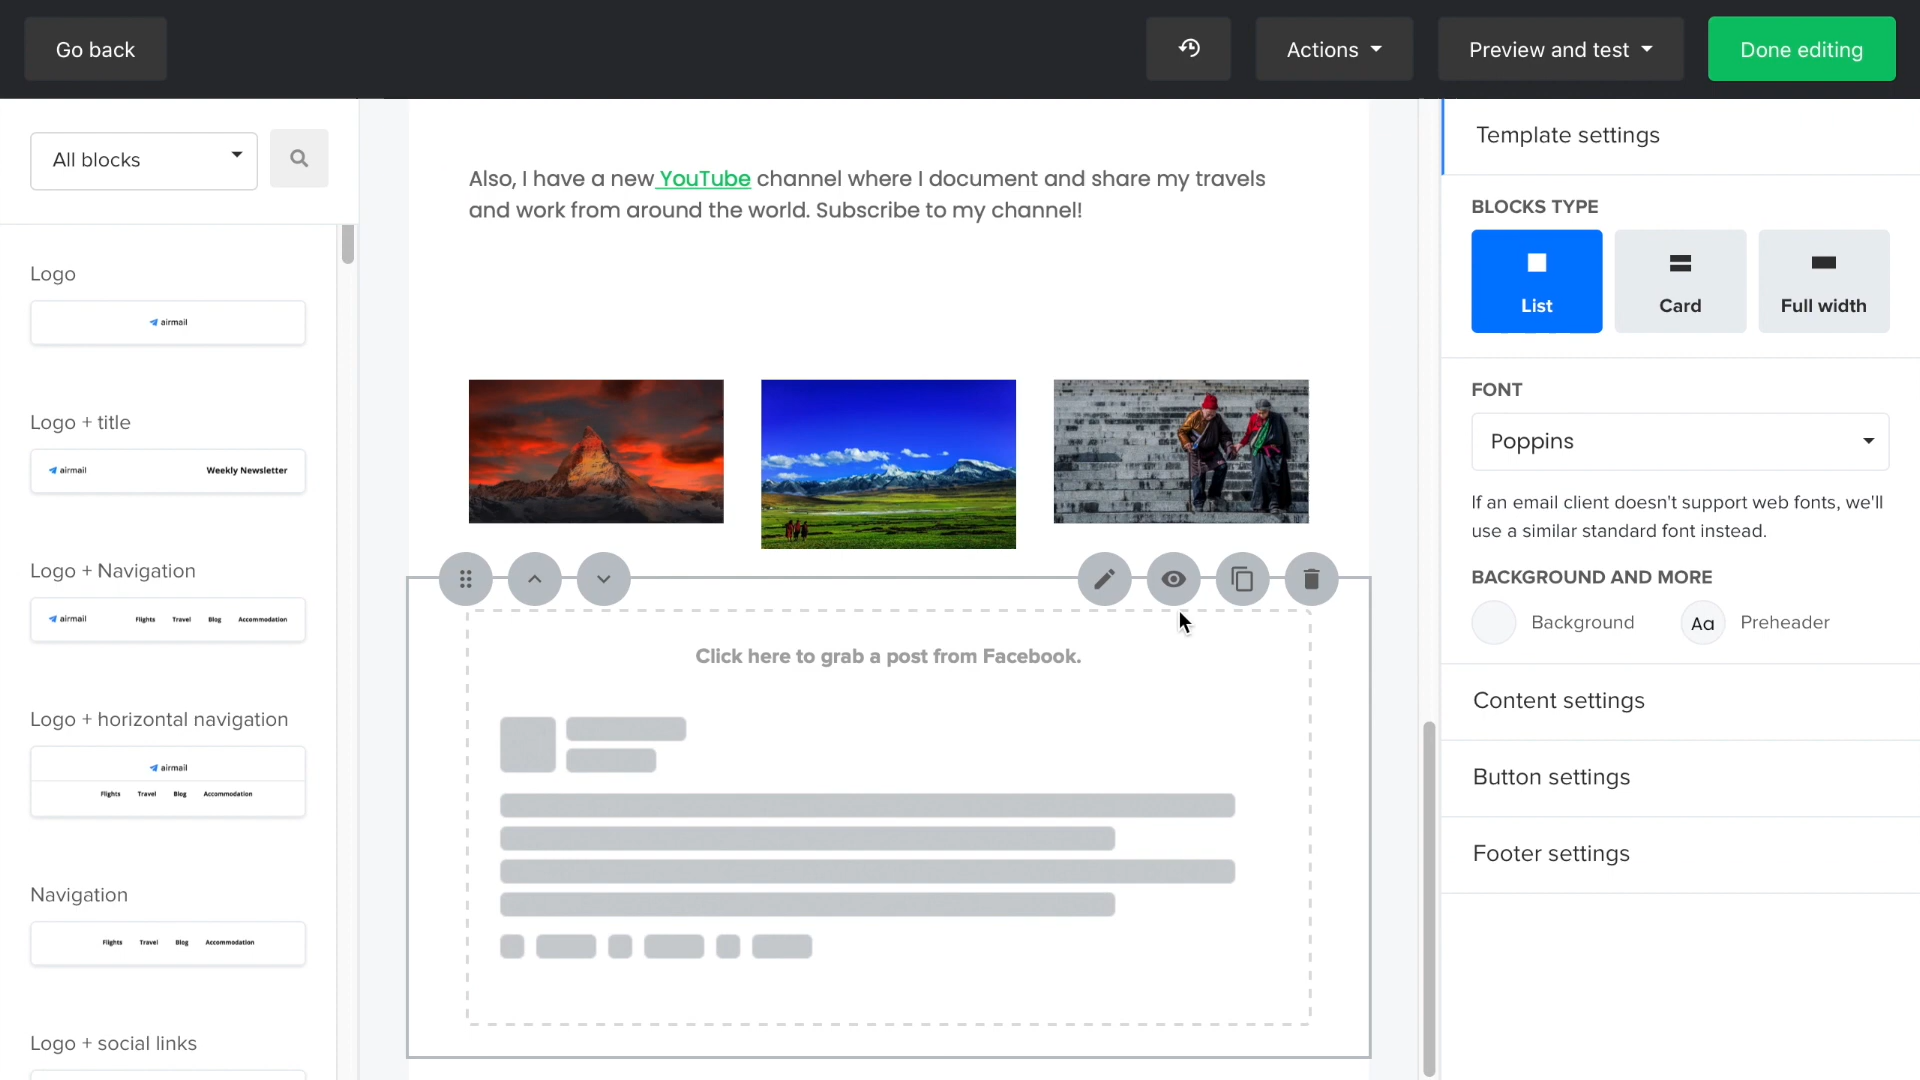 Go back
Actions
Preview and test
Done editing
All blocks
Logo
airmail
Logo + title
airmail Weekly Newsletter
Logo + Navigation
airmail Flights Travel Blog Accommodation
Logo + horizontal navigation
airmail
Flights Travel Blog Accommodation
Navigation
Flights Travel Blog Accommodation
Logo + social links
Also, I have a new YouTube channel where I document and share my travels
and work from around the world. Subscribe to my channel!
Click here to grab a post from Facebook.
Template settings
BLOCKS TYPE
List
Card
Full width
FONT
Poppins
If an email client doesn't support web fonts, we'll
use a similar standard font instead.
BACKGROUND AND MORE
Background
Aa Preheader
Content settings
Button settings
Footer settings